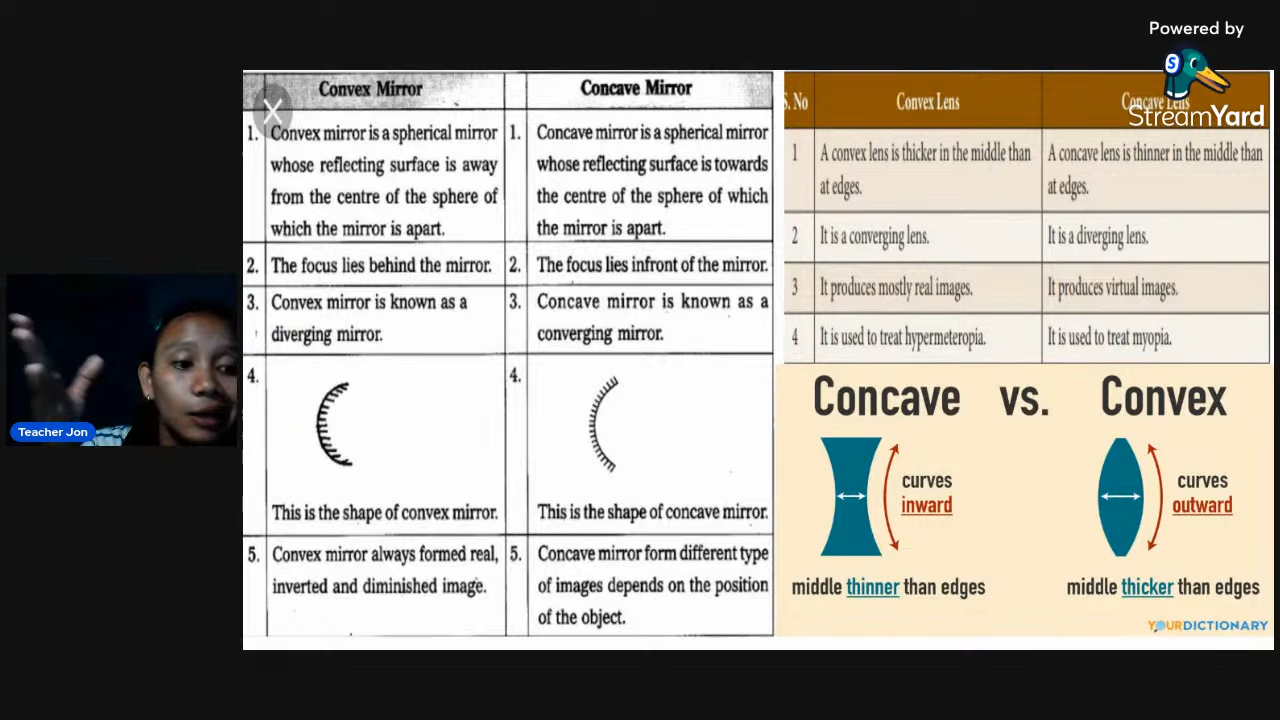 Powered by
StreamYard
Convex Mirror
Concave Mirror
1. Convex mirror is a spherical mirror
whose reflecting surface is away
from the centre of the sphere of
which the mirror is apart.
1. Concave mirror is a spherical mirror
whose reflecting surface is towards
the centre of the sphere of which
the mirror is apart.
2. The focus lies behind the mirror.
2. The focus lies infront of the mirror.
3. Convex mirror is known as a
diverging mirror.
3. Concave mirror is known as a
converging mirror.
4.
This is the shape of convex mirror.
4.
This is the shape of concave mirror.
5. Convex mirror always formed real,
inverted and diminished image.
5. Concave mirror form different type
of images depends on the position
of the object.
S. No
Convex Lens
Concave Lens
1
A convex lens is thicker in the middle than
at edges.
A concave lens is thinner in the middle than
at edges.
2
It is a converging lens.
It is a diverging lens.
3
It produces mostly real images.
It produces virtual images.
4
It is used to treat hypermeteropia.
It is used to treat myopia.
Concave vs. Convex
curves
inward
middle thinner than edges
curves
outward
middle thicker than edges
YOURDICTIONARY
Teacher Jon